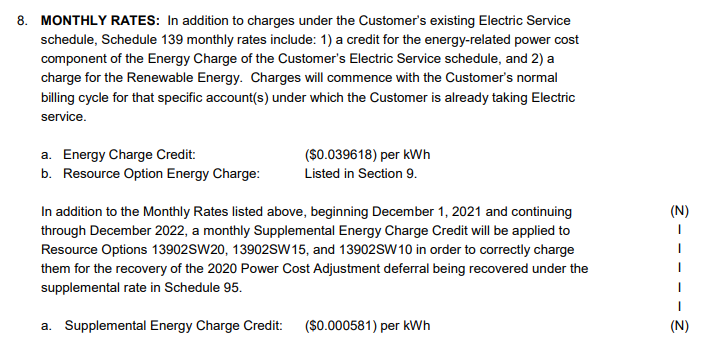 8. MONTHLY RATES: In addition to charges under the Customer's existing Electric Service
schedule, Schedule 139 monthly rates include: 1) a credit for the energy-related power cost
component of the Energy Charge of the Customer's Electric Service schedule, and 2) a
charge for the Renewable Energy. Charges will commence with the Customer's normal
billing cycle for that specific account(s) under which the Customer is already taking Electric
service.
a. Energy Charge Credit: ($0.039618) per kWh
b. Resource Option Energy Charge: Listed in Section 9.
In addition to the Monthly Rates listed above, beginning December 1, 2021 and continuing (N)
through December 2022, a monthly Supplemental Energy Charge Credit will be applied to |
Resource Options 13902SW20, 13902SW15, and 13902SW10 in order to correctly charge |
them for the recovery of the 2020 Power Cost Adjustment deferral being recovered under the |
supplemental rate in Schedule 95. |
|
a. Supplemental Energy Charge Credit: ($0.000581) per kWh (N)